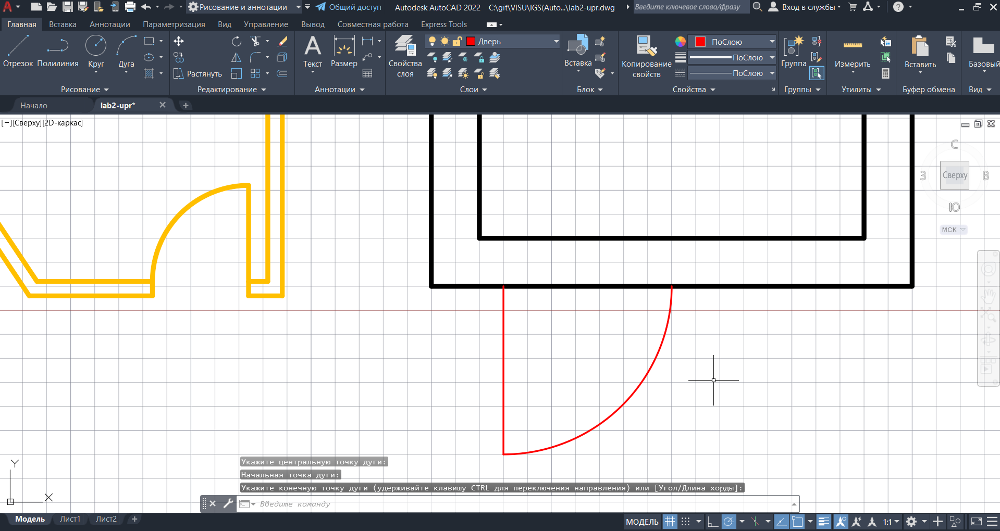 Рисование и аннотации Общий доступ Autodesk AutoCAD 2022 C:\git\VISU\IGS(Auto...\lab2-upr.dwg Введите ключевое слово/фразу Вход в службы ?
Главная Вставка Аннотации Параметризация Вид Управление Вывод Совместная работа Express Tools
Отрезок Полилиния Круг Дуга
Растянуть
Текст Размер
Свойства слоя
Дверь
Вставка
Копирование свойств
ПоСлою
ПоСлою
ПоСлою
Группа
Измерить
Вставить
Базовый
Рисование Редактирование Аннотации Слои Блок Свойства Группы Утилиты Буфер обмена Вид
Начало lab2-upr*
[−][Сверху][2D-каркас]
С
З Сверху В
Ю
МСК
Y
X
Укажите центральную точку дуги:
Начальная точка дуги:
Укажите конечную точку дуги (удерживайте клавишу CTRL для переключения направления) или [Угол/Длина хорды]:
Введите команду
Модель Лист1 Лист2 +
МОДЕЛЬ 1:1